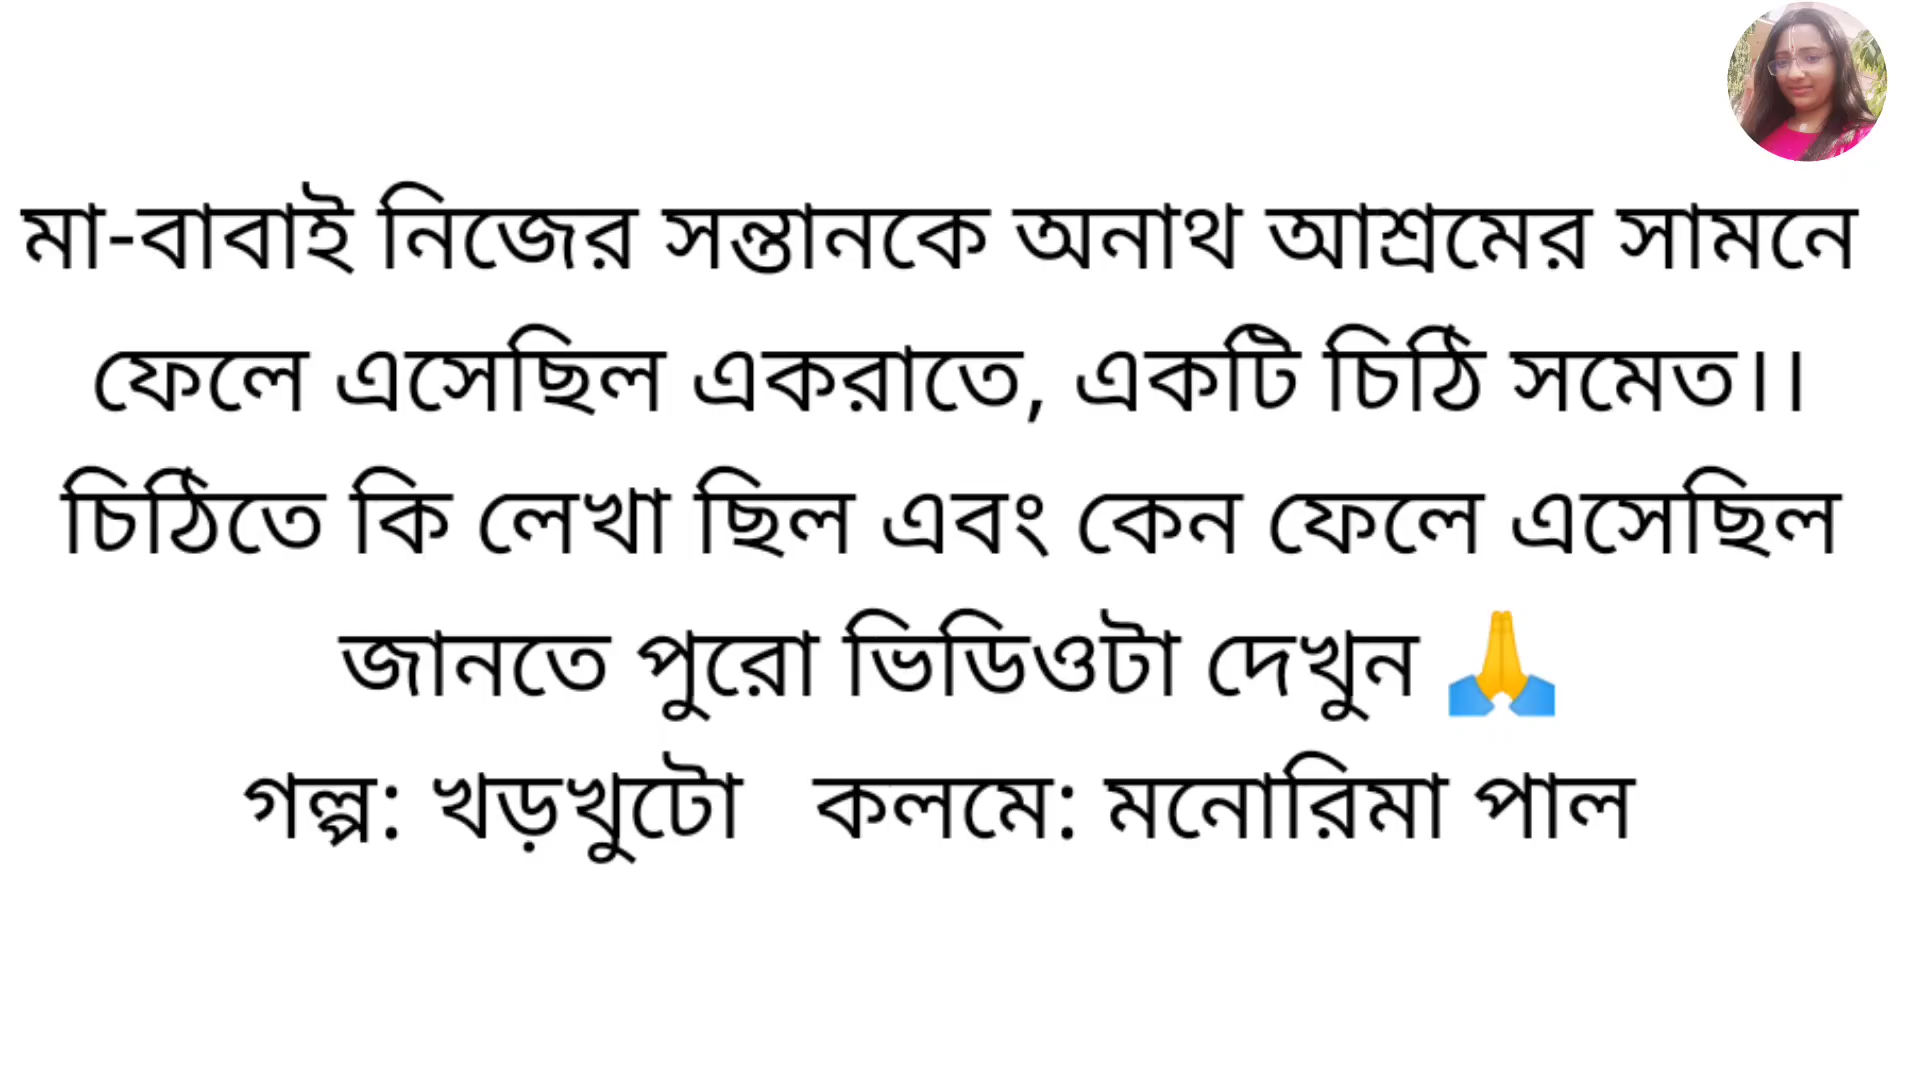 মা-বাবাই নিজের সন্তানকে অনাথ আশ্রমের সামনে
ফেলে এসেছিল একরাতে, একটি চিঠি সমেত।।
চিঠিতে কি লেখা ছিল এবং কেন ফেলে এসেছিল
জানতে পুরো ভিডিওটা দেখুন 🙏
গল্প: খড়খুটো কলমে: মনোরিমা পাল